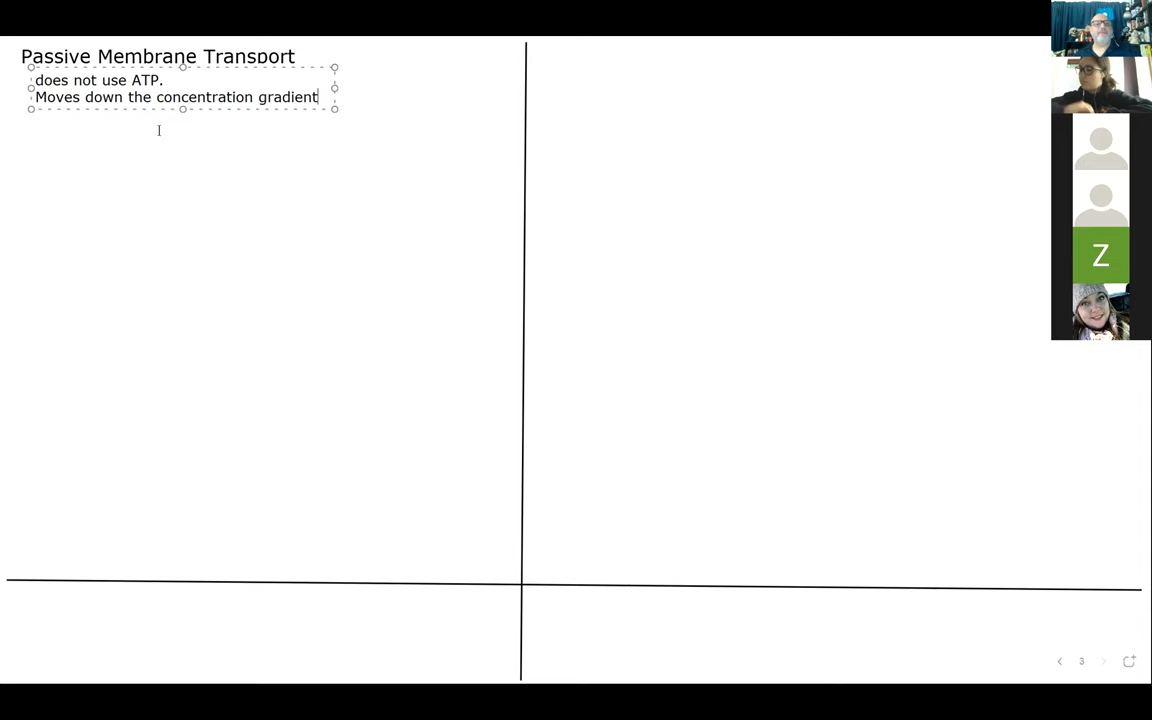 Passive Membrane Transport
does not use ATP.
Moves down the concentration gradient
Z
3